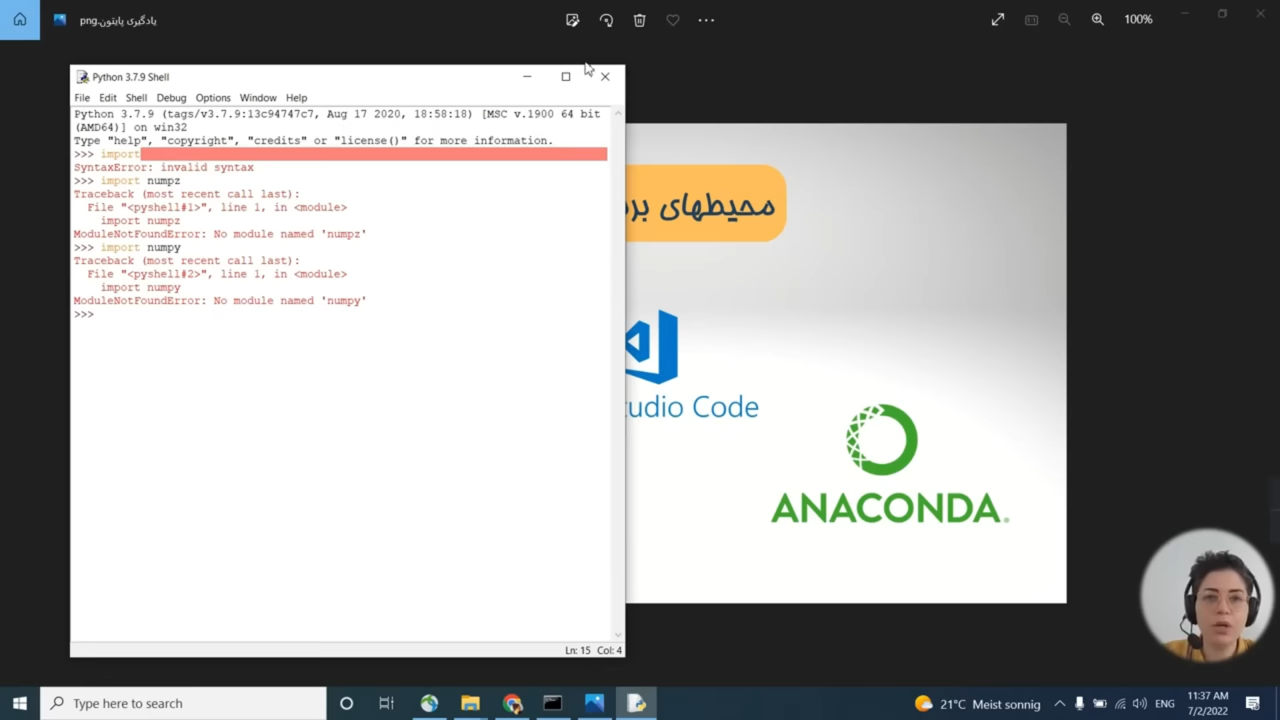 یادگیری پایتون.png
100%
Python 3.7.9 Shell
File Edit Shell Debug Options Window Help
Python 3.7.9 (tags/v3.7.9:13c94747c7, Aug 17 2020, 18:58:18) [MSC v.1900 64 bit
(AMD64)] on win32
Type "help", "copyright", "credits" or "license()" for more information.
>>> import
SyntaxError: invalid syntax
>>> import numpz
Traceback (most recent call last):
File "<pyshell#1>", line 1, in <module>
import numpz
ModuleNotFoundError: No module named 'numpz'
>>> import numpy
Traceback (most recent call last):
File "<pyshell#2>", line 1, in <module>
import numpy
ModuleNotFoundError: No module named 'numpy'
>>>
Ln: 15 Col: 4
محیطهای
udio Code
ANACONDA.
Type here to search
21°C Meist sonnig
ENG
11:37 AM
7/2/2022